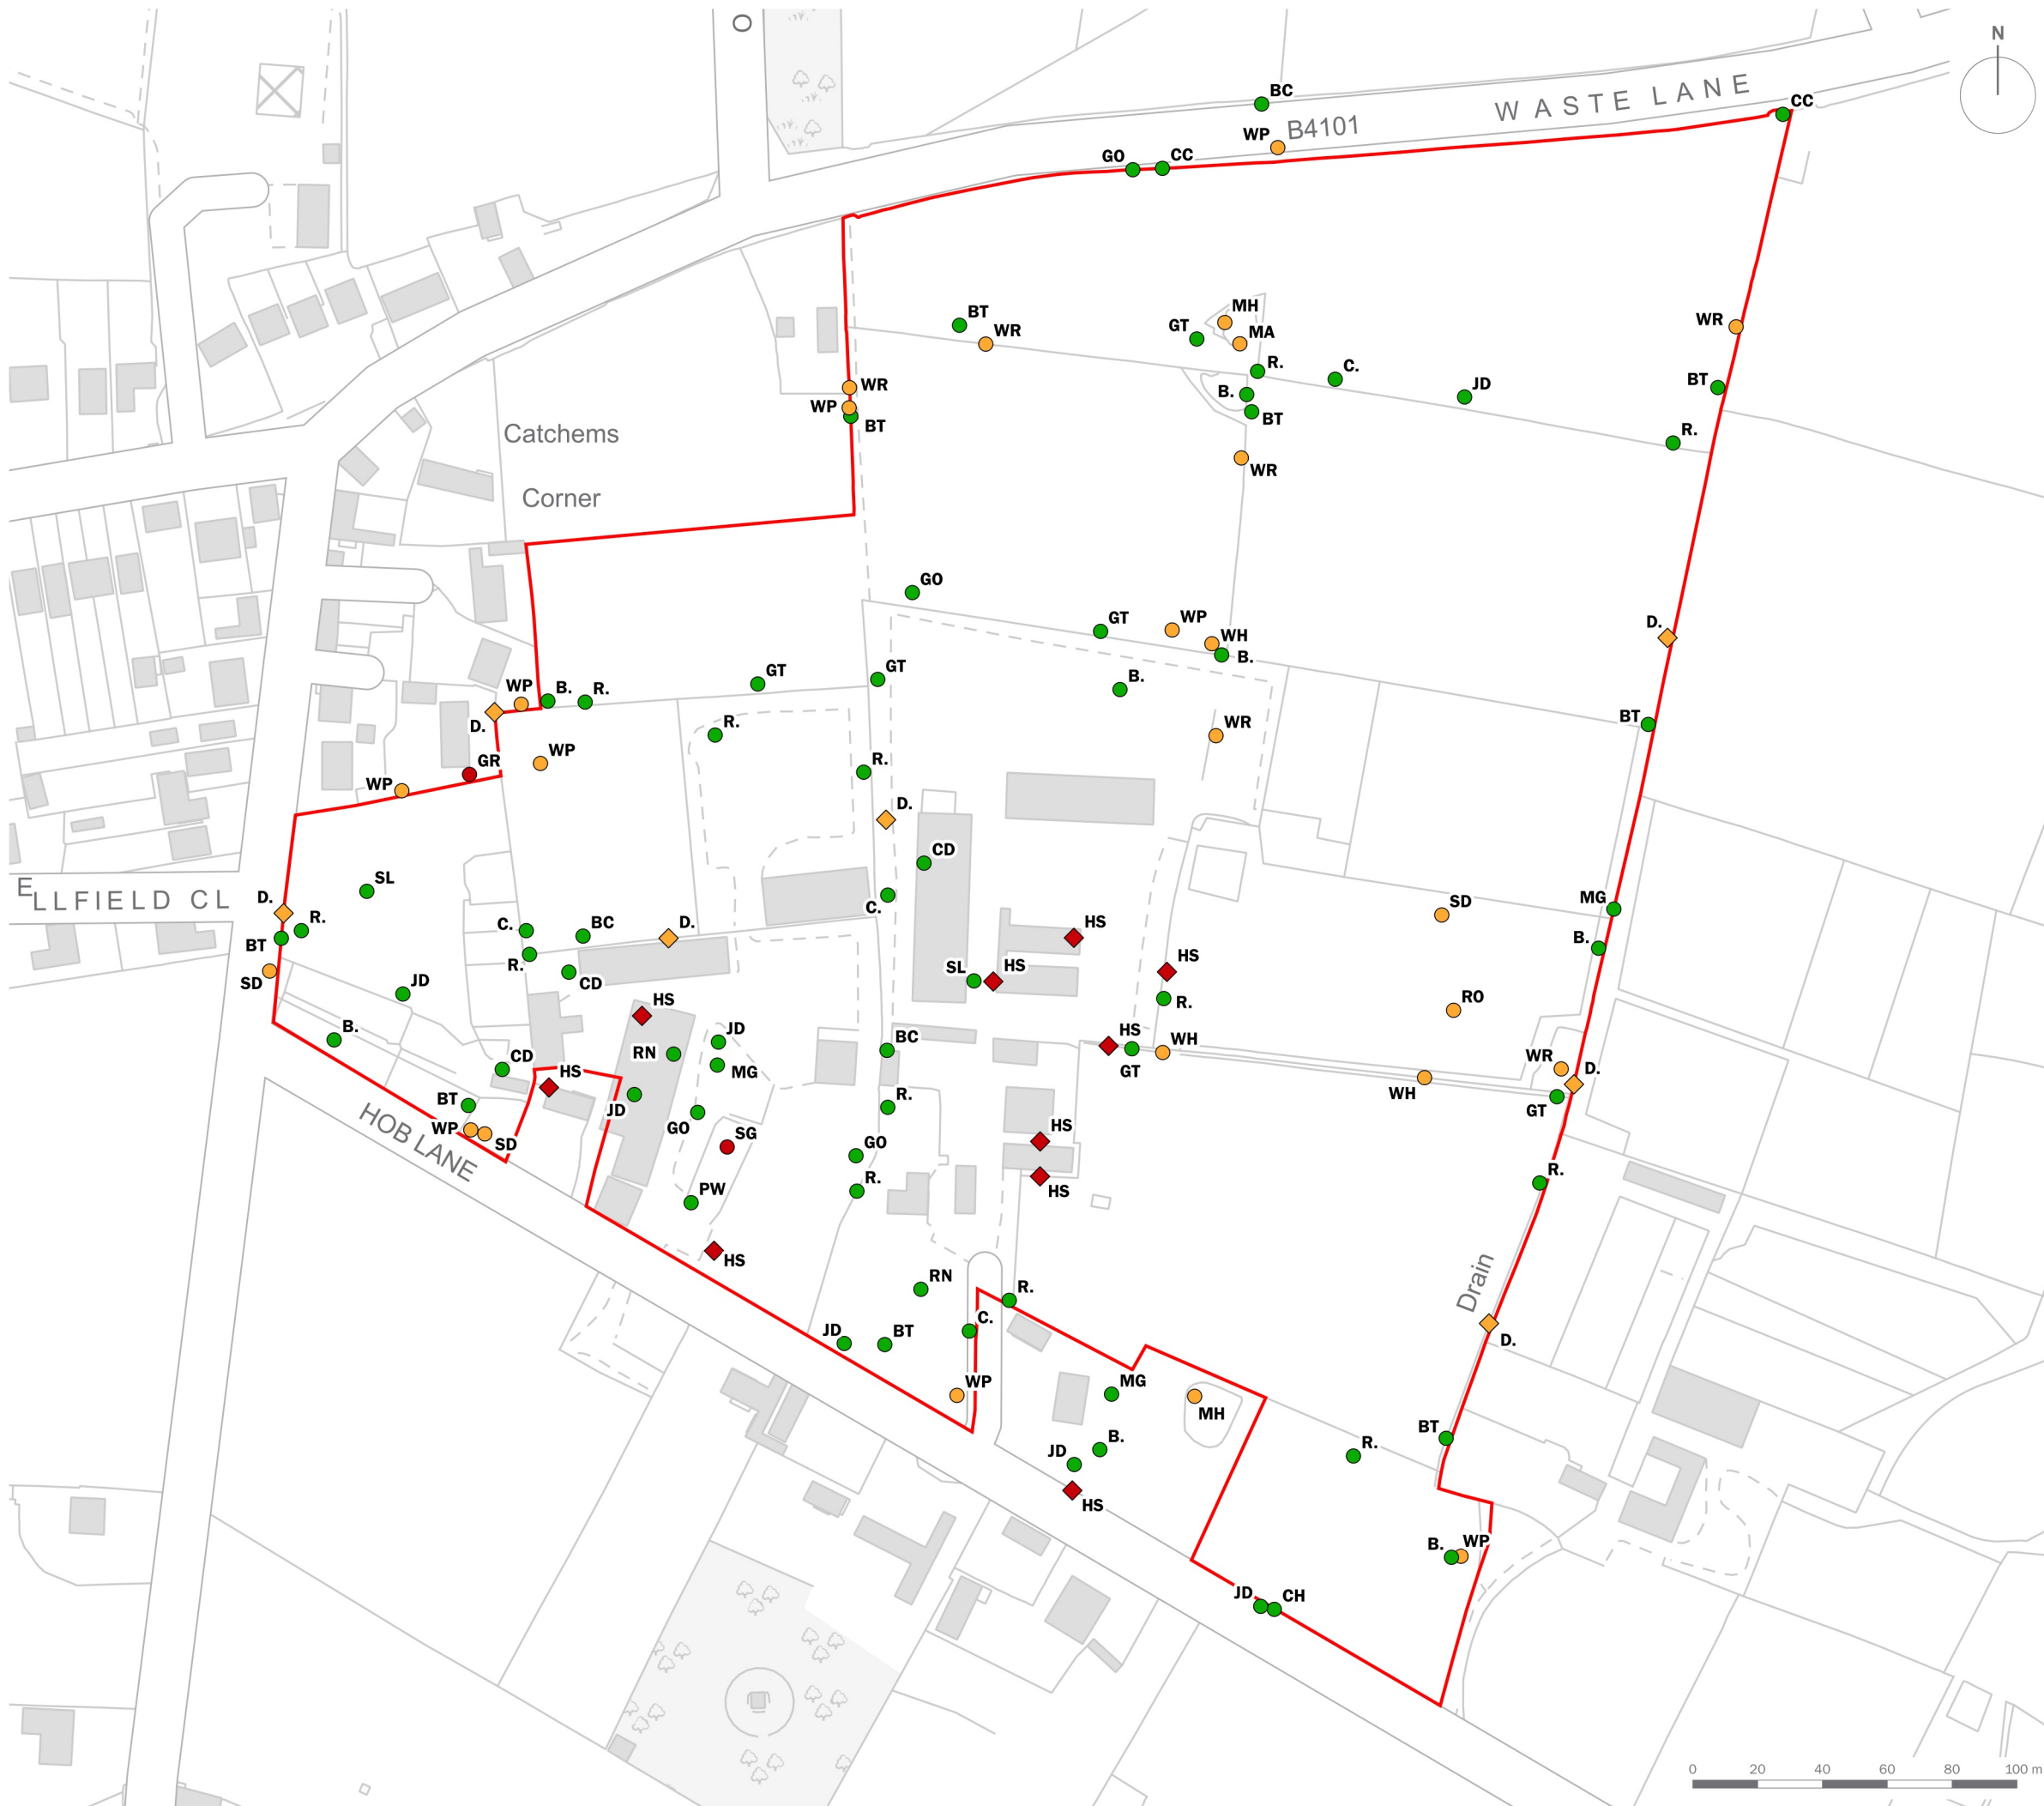 O
N
BC
WASTE LANE
CC
WP
B4101
GO
CC
MH
WR
BT
GT
MA
WR
R.
C.
BT
JD
WR
B.
WP
BT
BT
R.
Catchems
WR
Corner
GO
GT
WP
D.
WH
B.
GT
GT
B.
WP
B.
R.
BT
D.
R.
WR
WP
GR
R.
WP
D.
CD
SL
MG
ELLFIELD CL
D.
C.
SD
R.
C.
BC
D.
HS
B.
BT
R.
HS
SD
CD
SL
HS
JD
RO
HS
R.
B.
JD
BC
HS
WH
RN
WR
CD
HS
MG
GT
D.
WH
BT
JD
R.
GT
GO
WP
SD
SG
GO
HS
HOB LANE
R.
R.
PW
HS
HS
RN
R.
Drain
JD
BT
C.
D.
WP
MG
MH
BT
JD
B.
R.
HS
B.
WP
JD
CH
0 20 40 60 80 100 m